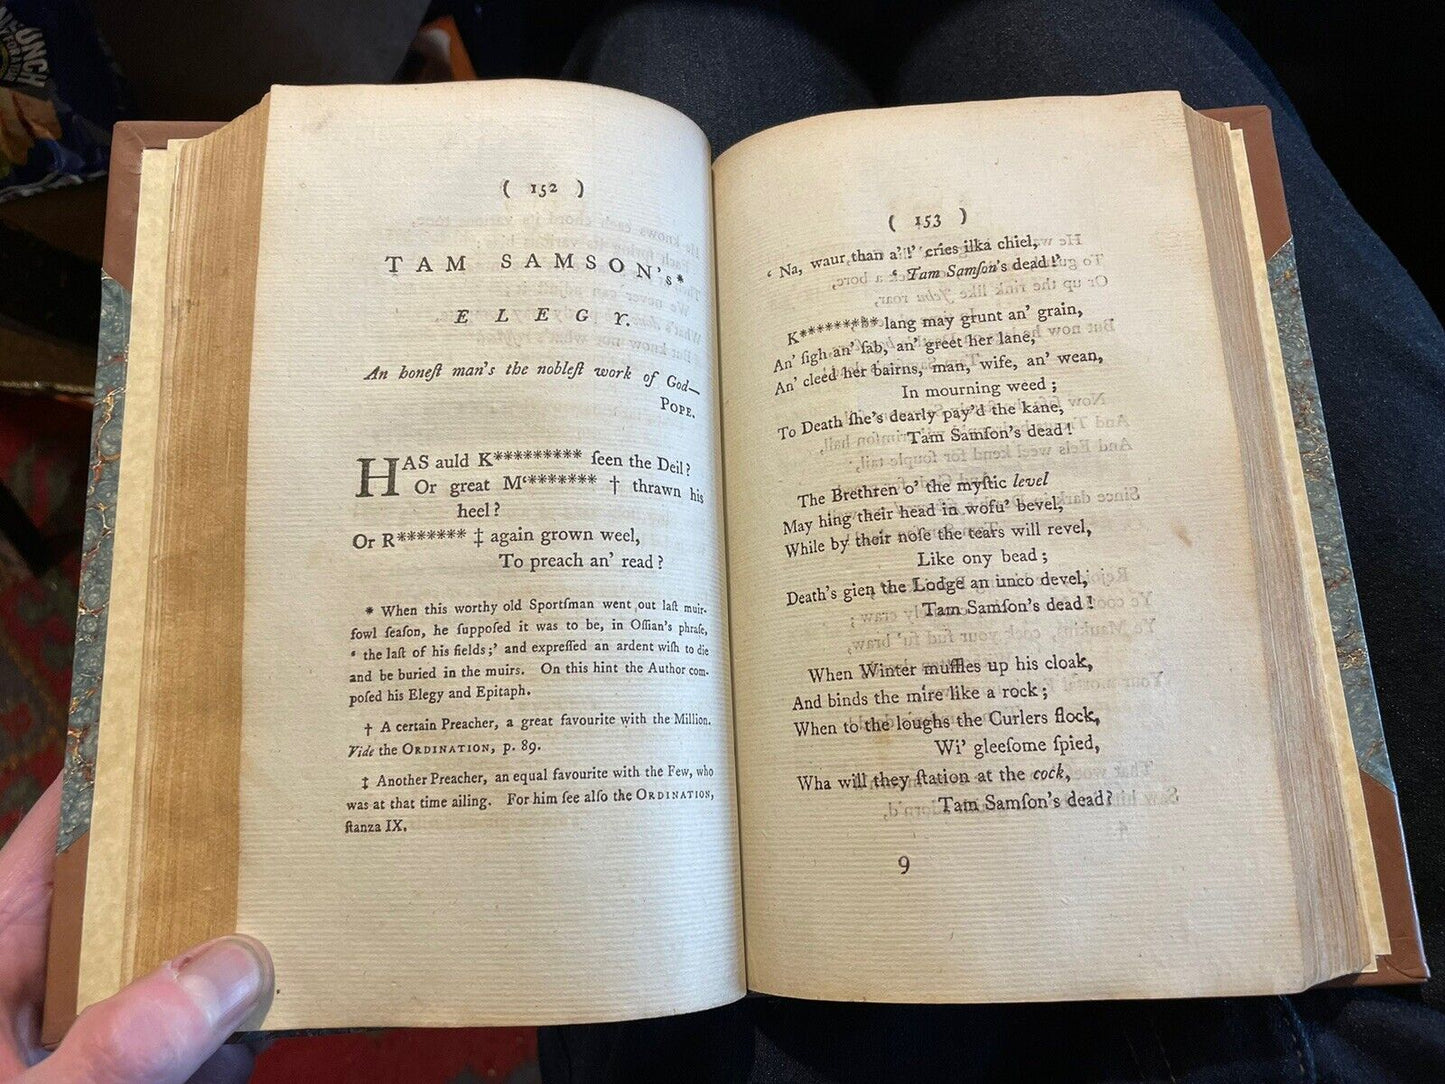 UNCH
( 152 )
TAM SAMSON's*
ELEGY.
An honeſt man's the nobleſt work of God—
POPE.
HAS auld K********* ſeen the Deil?
Or great Mᶜ******* † thrawn his
heel?
Or R******* ‡ again grown weel,
To preach an' read?
* When this worthy old Sportſman went out laſt muir-
fowl ſeaſon, he ſuppoſed it was to be, in Oſſian's phraſe,
‘ the laſt of his fields;’ and expreſſed an ardent wiſh to die
and be buried in the muirs. On this hint the Author com-
poſed his Elegy and Epitaph.
† A certain Preacher, a great favourite with the Million.
Vide the ORDINATION, p. 89.
‡ Another Preacher, an equal favourite with the Few, who
was at that time ailing. For him ſee alſo the ORDINATION,
ſtanza IX.
( 153 )
‘ Na, waur than a'!’ cries ilka chiel,
‘ Tam Samſon's dead!’
K********* lang may grunt an' grain,
An' ſigh an' ſab, an' greet her lane,
An' cleed her bairns, man, wife, an' wean,
In mourning weed;
To Death ſhe's dearly pay'd the kane,
Tam Samſon's dead!
The Brethren o' the myſtic level
May hing their head in wofu' bevel,
While by their noſe the tears will revel,
Like ony bead;
Death's gien the Lodge an unco devel,
Tam Samſon's dead!
When Winter muffles up his cloak,
And binds the mire like a rock;
When to the loughs the Curlers flock,
Wi' gleeſome ſpied,
Wha will they ſtation at the cock,
Tam Samſon's dead?
9